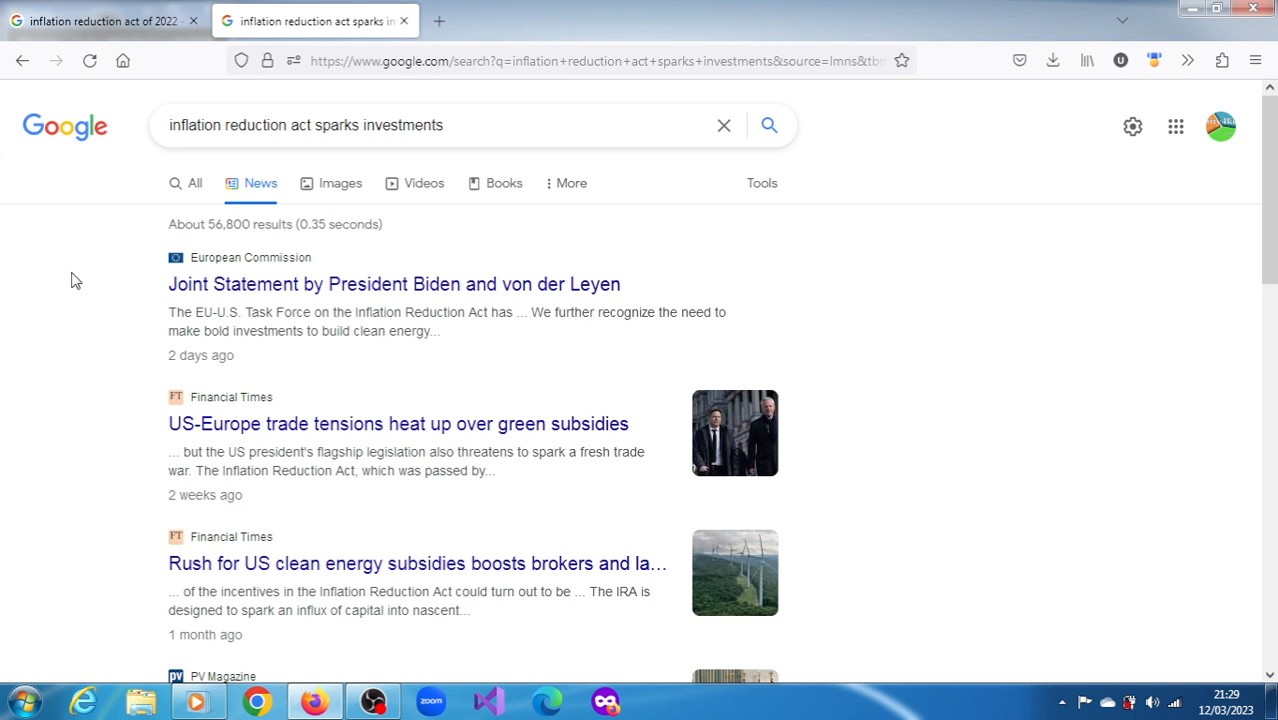 inflation reduction act of 2022 -
inflation reduction act sparks in
https://www.google.com/search?q=inflation+reduction+act+sparks+investments&source=lmns&tbm
Google
inflation reduction act sparks investments
All
News
Images
Videos
Books
More
Tools
About 56,800 results (0.35 seconds)
European Commission
Joint Statement by President Biden and von der Leyen
The EU-U.S. Task Force on the Inflation Reduction Act has ... We further recognize the need to
make bold investments to build clean energy...
2 days ago
FT Financial Times
US-Europe trade tensions heat up over green subsidies
... but the US president's flagship legislation also threatens to spark a fresh trade
war. The Inflation Reduction Act, which was passed by...
2 weeks ago
FT Financial Times
Rush for US clean energy subsidies boosts brokers and la...
... of the incentives in the Inflation Reduction Act could turn out to be ... The IRA is
designed to spark an influx of capital into nascent...
1 month ago
pv PV Magazine
zoom
21:29
12/03/2023